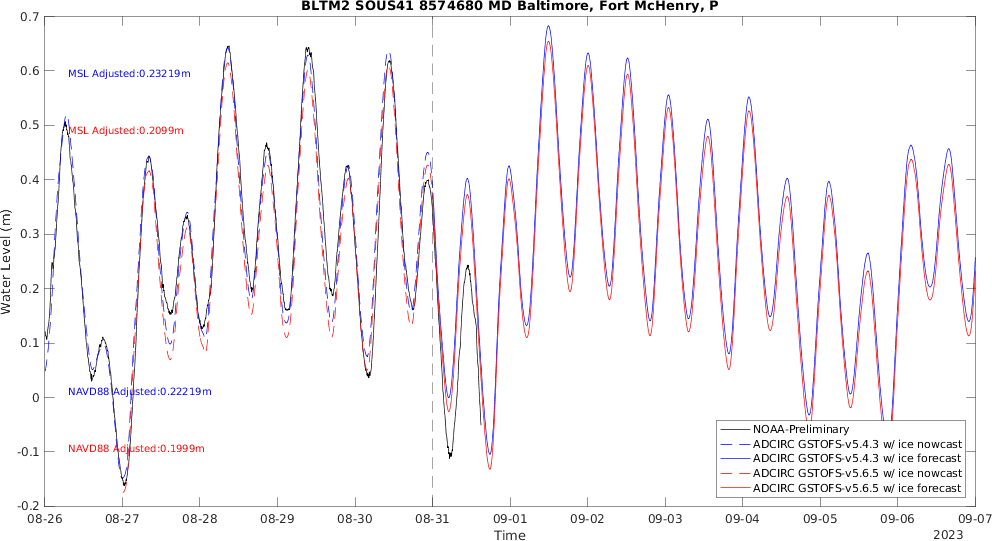 BLTM2 SOUS41 8574680 MD Baltimore, Fort McHenry, P
0.7
0.6
0.5
0.4
0.3
0.2
0.1
0
-0.1
-0.2
Water Level (m)
MSL Adjusted:0.23219m
MSL Adjusted:0.2099m
NAVD88 Adjusted:0.22219m
NAVD88 Adjusted:0.1999m
NOAA-Preliminary
ADCIRC GSTOFS-v5.4.3 w/ ice nowcast
ADCIRC GSTOFS-v5.4.3 w/ ice forecast
ADCIRC GSTOFS-v5.6.5 w/ ice nowcast
ADCIRC GSTOFS-v5.6.5 w/ ice forecast
08-26 08-27 08-28 08-29 08-30 08-31 09-01 09-02 09-03 09-04 09-05 09-06 09-07
Time
2023